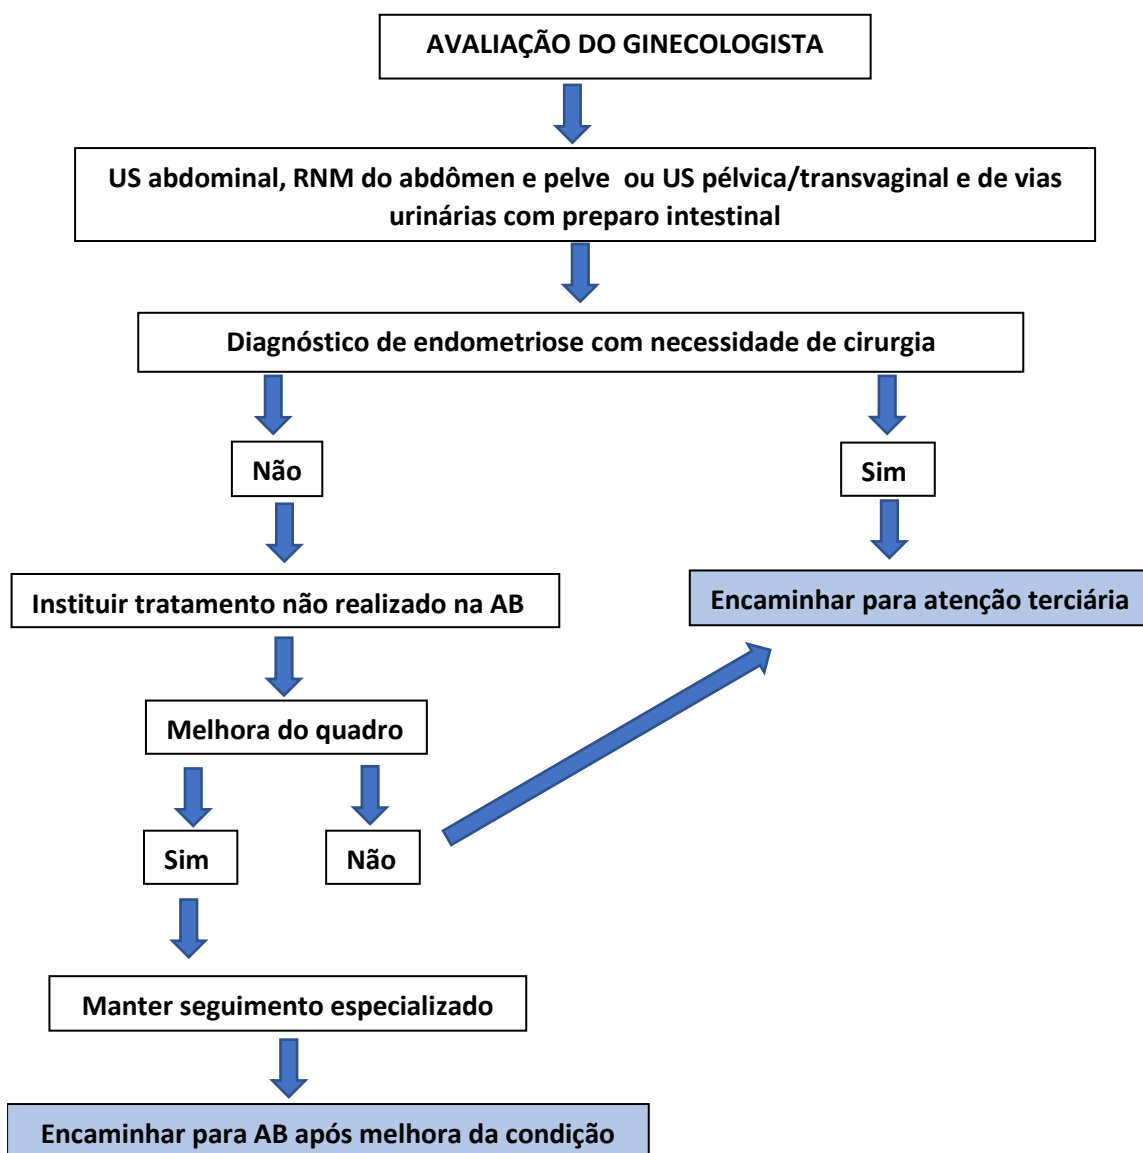 AVALIAÇÃO DO GINECOLOGISTA
US abdominal, RNM do abdômen e pelve ou US pélvica/transvaginal e de vias
urinárias com preparo intestinal
Diagnóstico de endometriose com necessidade de cirurgia
Não
Sim
Instituir tratamento não realizado na AB
Encaminhar para atenção terciária
Melhora do quadro
Sim
Não
Manter seguimento especializado
Encaminhar para AB após melhora da condição